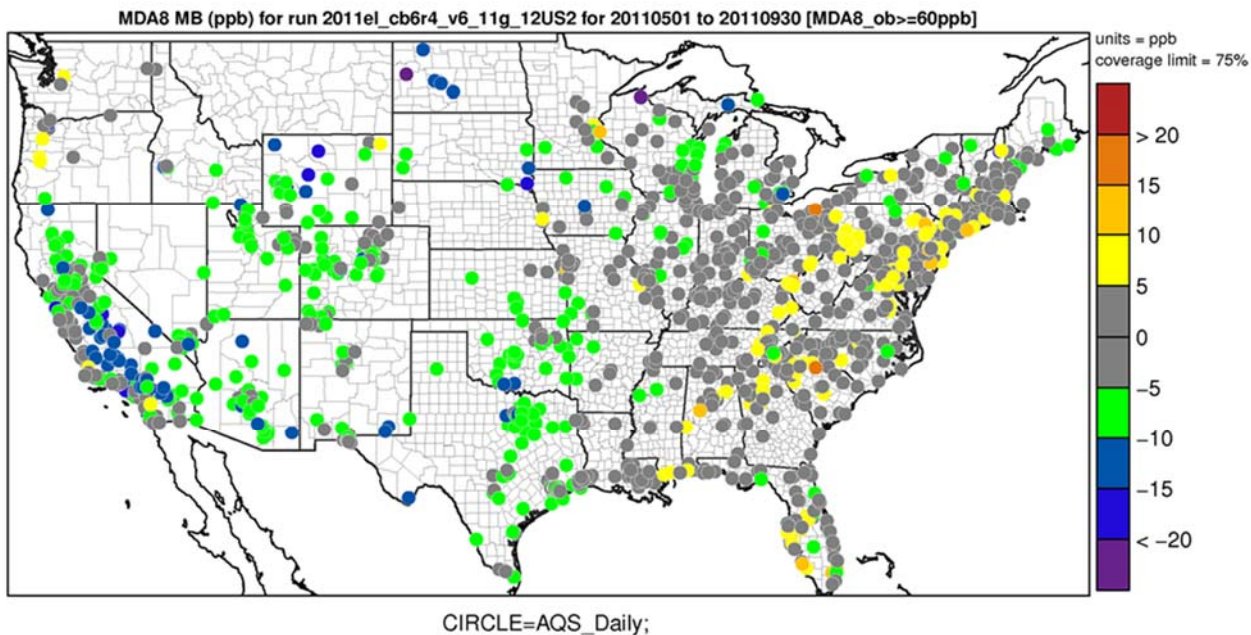 MDA8 MB (ppb) for run 2011el_cb6r4_v6_11g_12US2 for 20110501 to 20110930 [MDA8_ob>=60ppb]
units = ppb
coverage limit = 75%
> 20
15
10
5
0
−5
−10
−15
< −20
CIRCLE=AQS_Daily;